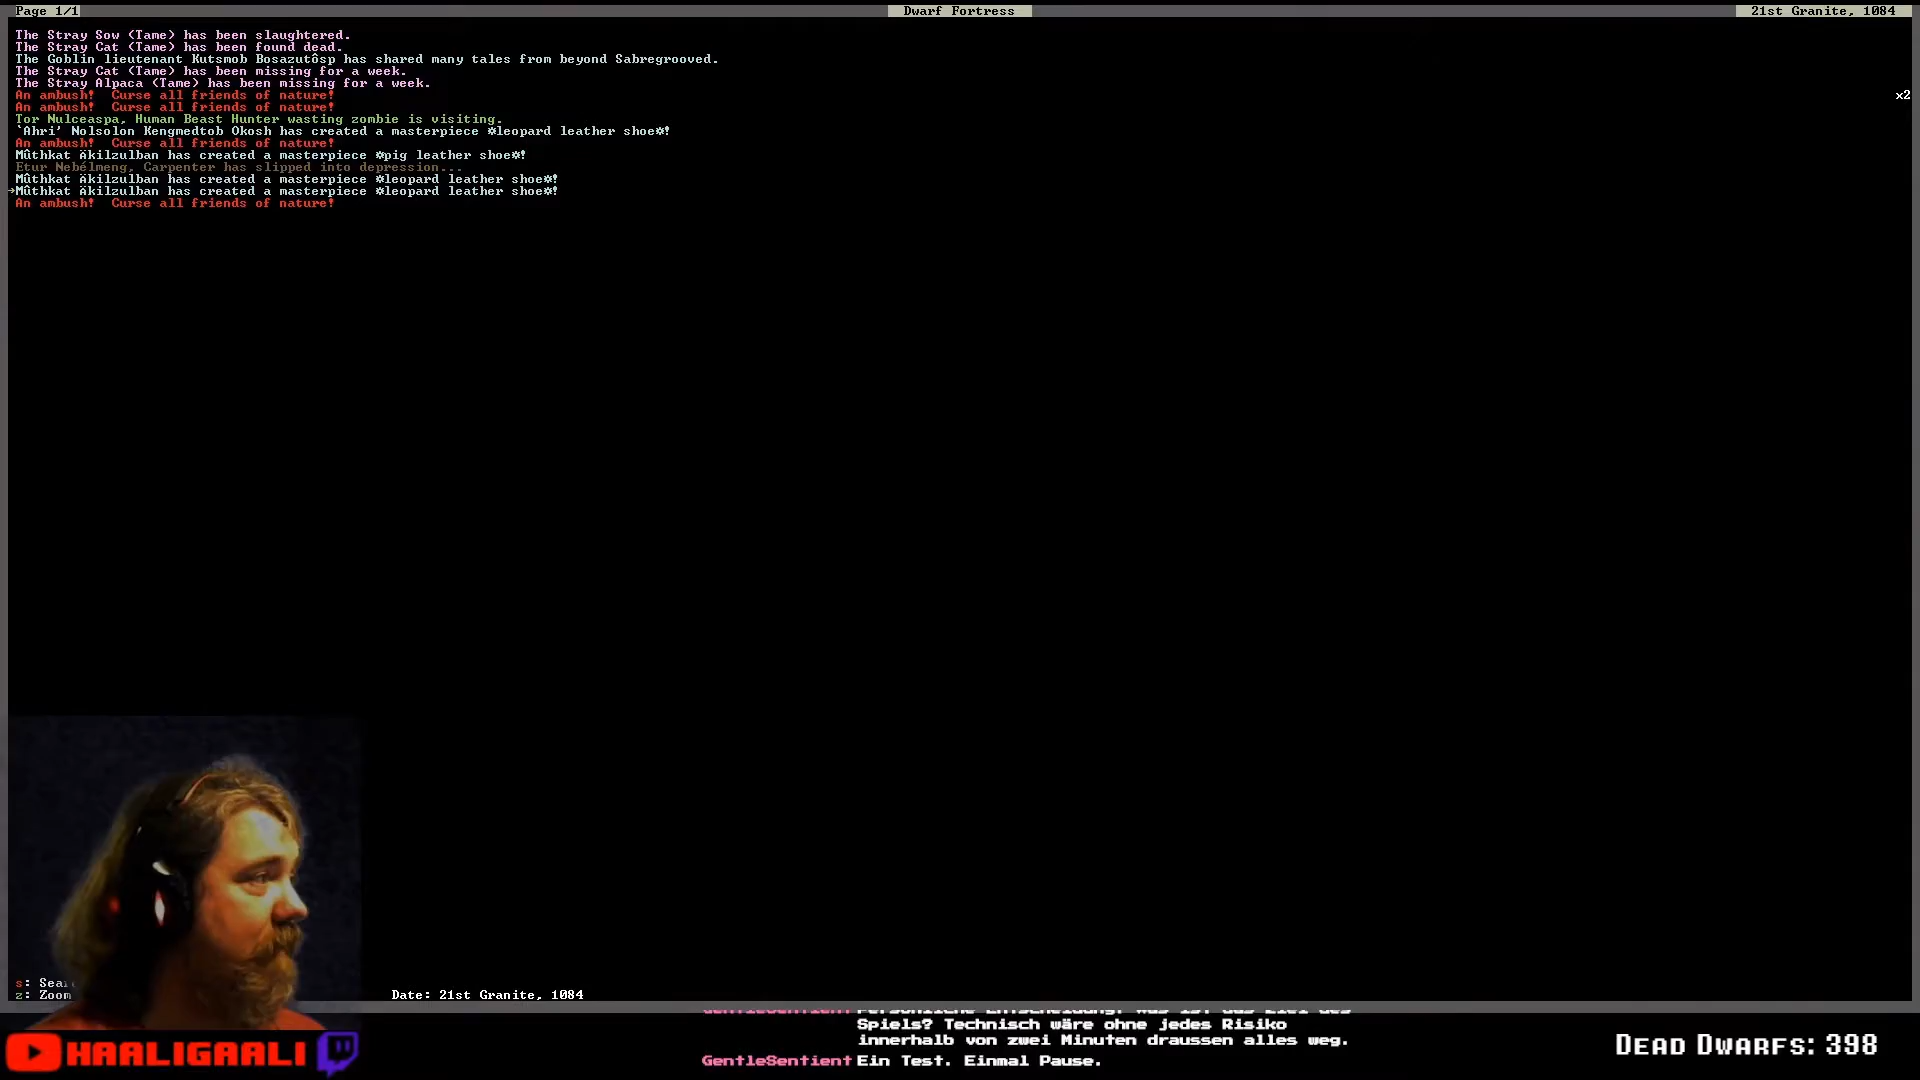 Page 1/1
Dwarf Fortress
21st Granite, 1084
The Stray Sow (Tame) has been slaughtered.
The Stray Cat (Tame) has been found dead.
The Goblin lieutenant Kutsmob Bosazutôsp has shared many tales from beyond Sabregrooved.
The Stray Cat (Tame) has been missing for a week.
The Stray Alpaca (Tame) has been missing for a week.
An ambush!  Curse all friends of nature! x2
An ambush!  Curse all friends of nature!
Tor Nulceaspa, Human Beast Hunter wasting zombie is visiting.
`Ahri' Nolsolon Kengmedtob Okosh has created a masterpiece ☼leopard leather shoe☼!
An ambush!  Curse all friends of nature!
Mûthkat Äkilzulban has created a masterpiece ☼pig leather shoe☼!
Etur Nebélmeng, Carpenter has slipped into depression...
Mûthkat Äkilzulban has created a masterpiece ☼leopard leather shoe☼!
→Mûthkat Äkilzulban has created a masterpiece ☼leopard leather shoe☼!
An ambush!  Curse all friends of nature!
s: Sear
z: Zoom
Date: 21st Granite, 1084
Spiels? Technisch wäre ohne jedes Risiko
innerhalb von zwei Minuten draussen alles weg.
GentleSentient Ein Test. Einmal Pause.
HAALIGAALI
Dead Dwarfs: 398